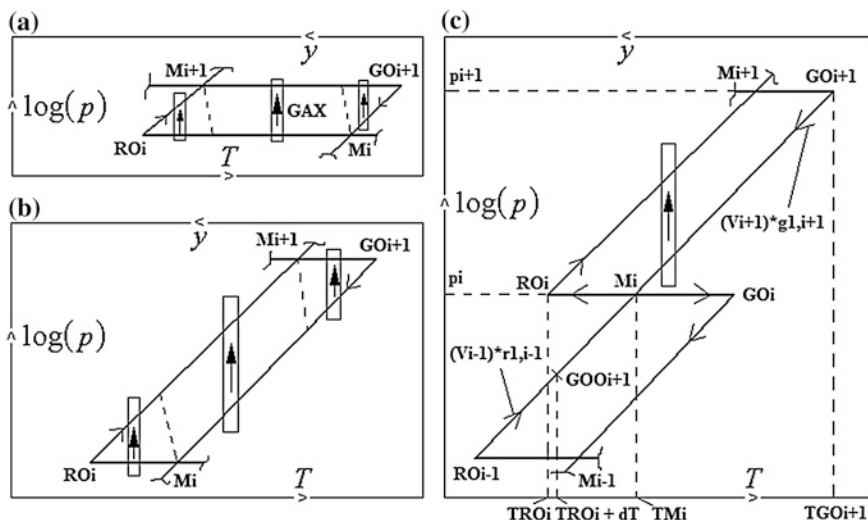 (a)
y
log(p)
Mi+1
GOi+1
GAX
ROi
Mi
T
(b)
y
log(p)
Mi+1
GOi+1
ROi
Mi
T
(c)
y
pi+1
Mi+1
GOi+1
log(p)
(Vi+1)*g1,i+1
pi
ROi
Mi
GOi
(Vi-1)*r1,i-1
GOOi+1
ROi-1
Mi-1
T
TROi
TROi + dT
TMi
TGOi+1